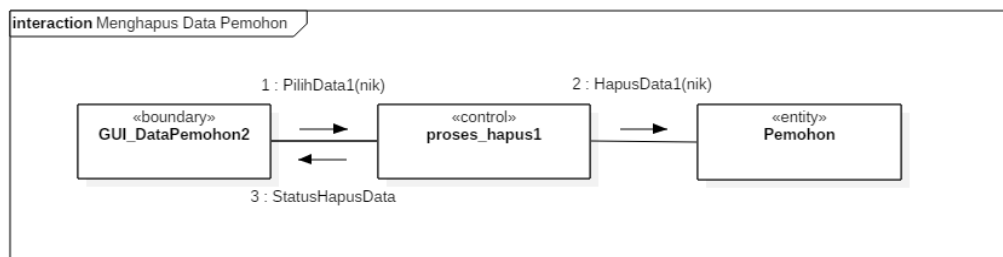 interaction Menghapus Data Pemohon
1 : PilihData1(nik)
2 : HapusData1(nik)
«boundary»
GUI_DataPemohon2
«control»
proses_hapus1
«entity»
Pemohon
3 : StatusHapusData